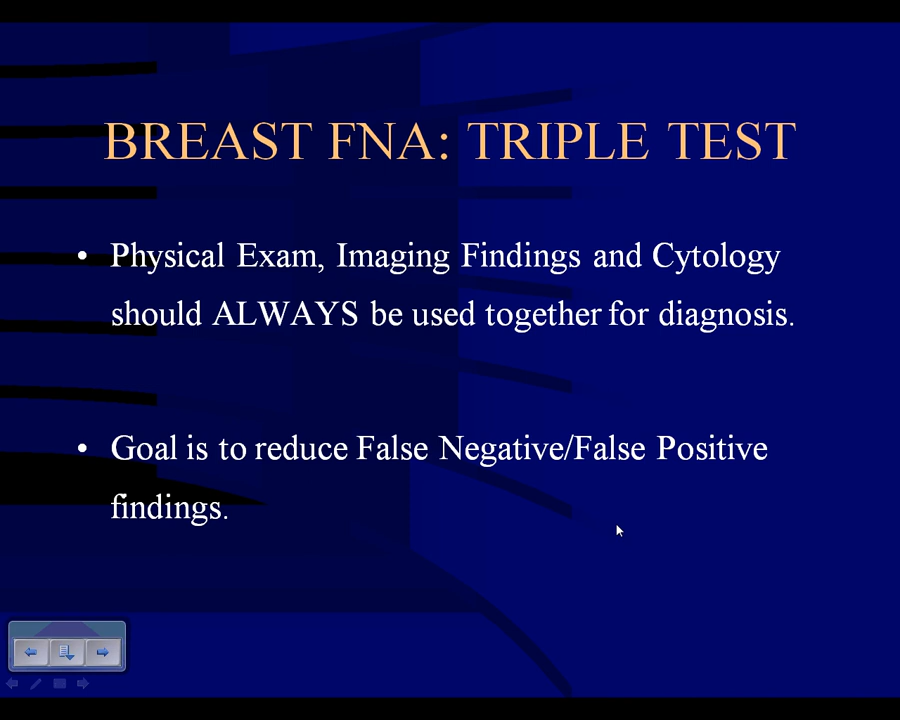 BREAST FNA: TRIPLE TEST
• Physical Exam, Imaging Findings and Cytology
should ALWAYS be used together for diagnosis.
• Goal is to reduce False Negative/False Positive
findings.